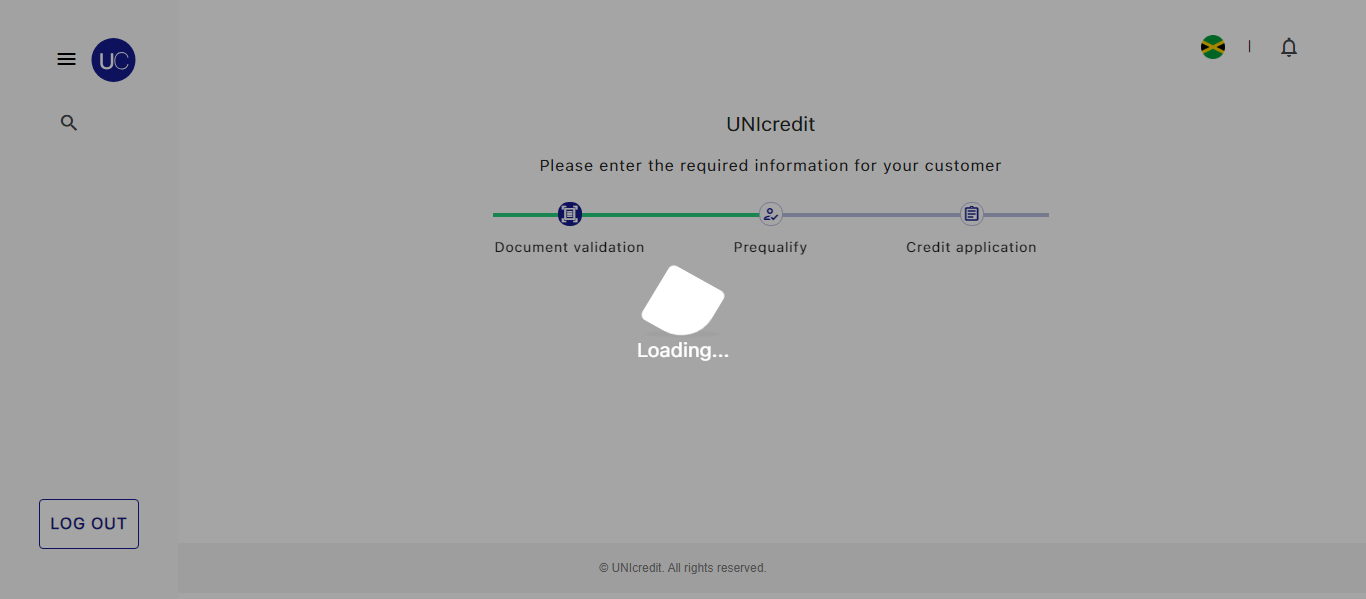 UC
UNIcredit
Please enter the required information for your customer
Document validation
Prequalify
Credit application
Loading...
LOG OUT
© UNIcredit. All rights reserved.